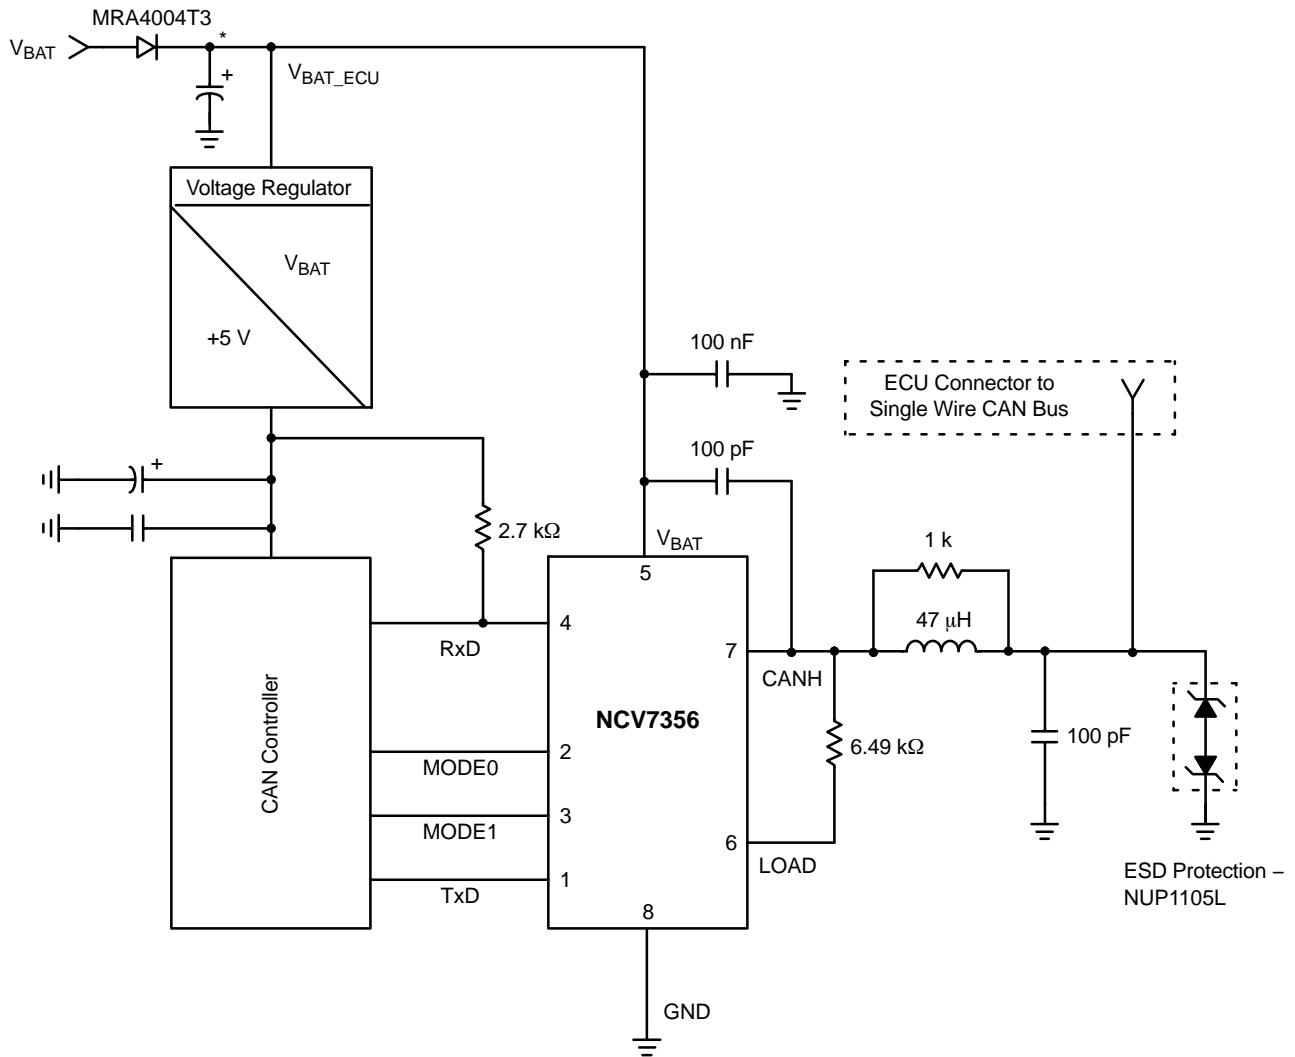 MRA4004T3
VBAT
*
+
VBAT_ECU
Voltage Regulator
VBAT
+5 V
100 nF
ECU Connector to
Single Wire CAN Bus
100 pF
+
2.7 kΩ
VBAT
5
1 k
47 μH
4
RxD
7
CANH
CAN Controller
NCV7356
6.49 kΩ
100 pF
2
MODE0
3
MODE1
6
LOAD
1
TxD
8
ESD Protection –
NUP1105L
GND